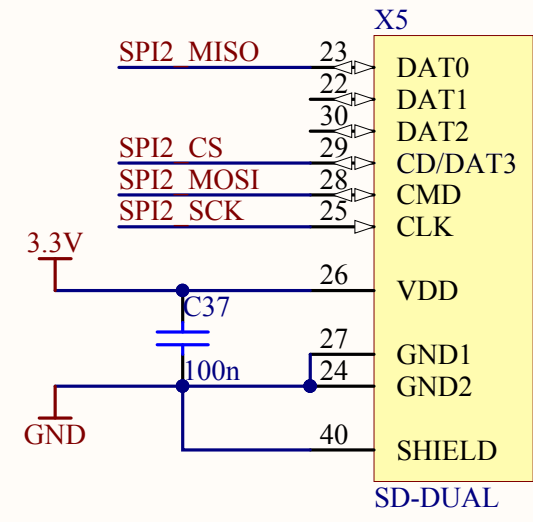 X5
SPI2_MISO 23 DAT0
22 DAT1
30 DAT2
SPI2_CS 29 CD/DAT3
SPI2_MOSI 28 CMD
SPI2_SCK 25 CLK
3.3V
26 VDD
C37
27 GND1
100n 24 GND2
GND
40 SHIELD
SD-DUAL